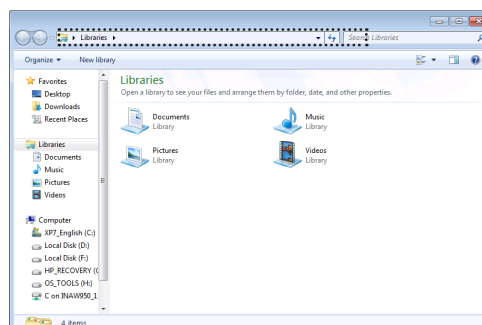 Libraries
Search Libraries
Organize
New library
Favorites
Desktop
Downloads
Recent Places
Libraries
Documents
Music
Pictures
Videos
Computer
XP7_English (C:)
Local Disk (D:)
Local Disk (F:)
HP_RECOVERY (
OS_TOOLS (H:)
C on INAW950_1
Libraries
Open a library to see your files and arrange them by folder, date, and other properties.
Documents
Library
Music
Library
Pictures
Library
Videos
Library
4 items